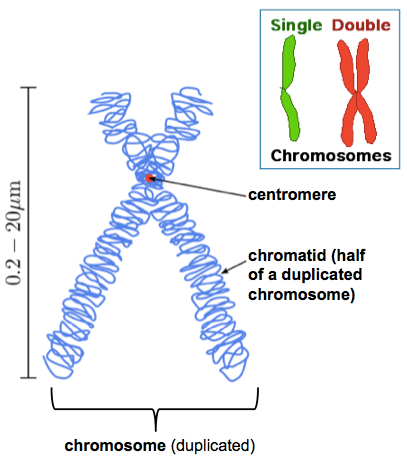 Single Double
Chromosomes
0.2 – 20μm
centromere
chromatid (half
of a duplicated
chromosome)
chromosome (duplicated)